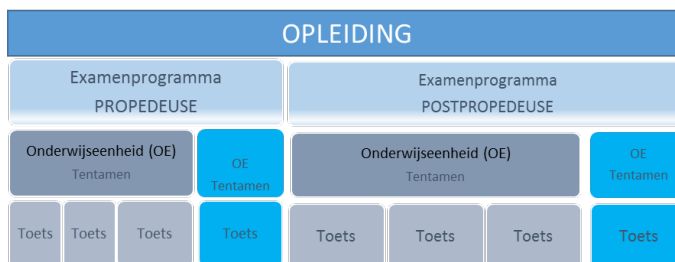 OPLEIDING
Examenprogramma
PROPEDEUSE
Examenprogramma
POSTPROPEDEUSE
Onderwijseenheid (OE)
Tentamen
OE
Tentamen
Onderwijseenheid (OE)
Tentamen
OE
Tentamen
Toets Toets Toets Toets Toets Toets Toets Toets